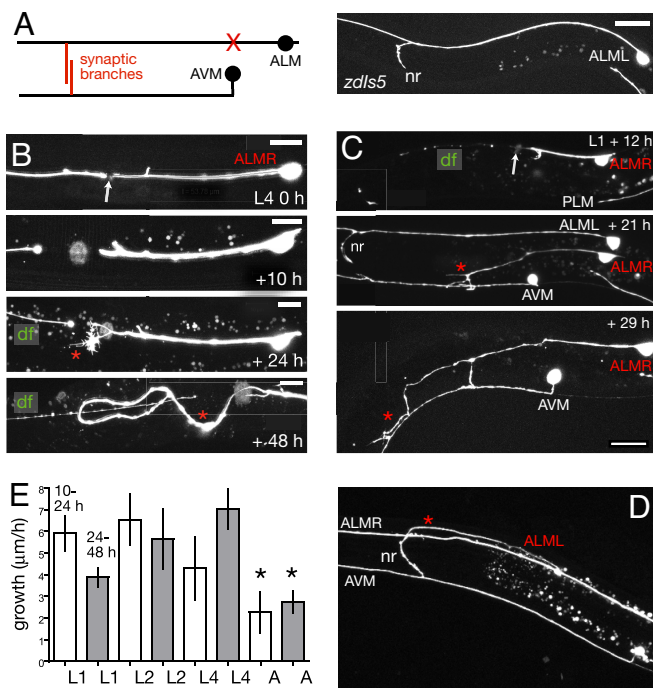 A
X
synaptic
branches
AVM
ALM
nr
ALML
zdIs5
B
ALMR
L4 0 h
+10 h
df
*
+ 24 h
df
*
+ 48 h
C
L1 + 12 h
df
ALMR
PLM
ALML + 21 h
nr
*
ALMR
AVM
+ 29 h
ALMR
AVM
*
E
growth (μm/h)
8
7
6
5
4
3
2
1
0
10-
24 h
24-
48 h
* *
L1 L1 L2 L2 L4 L4 A A
D
*
ALMR
ALML
nr
AVM